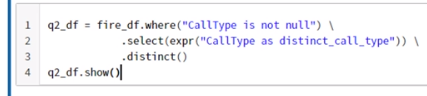 1 q2_df = fire_df.where("CallType is not null") \
2 .select(expr("CallType as distinct_call_type")) \
3 .distinct()
4 q2_df.show()